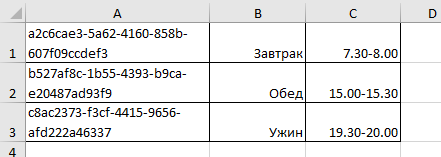 A B C D
1 a2c6cae3-5a62-4160-858b-
607f09ccdef3 Завтрак 7.30-8.00
2 b527af8c-1b55-4393-b9ca-
e20487ad93f9 Обед 15.00-15.30
3 c8ac2373-f3cf-4415-9656-
afd222a46337 Ужин 19.30-20.00
4